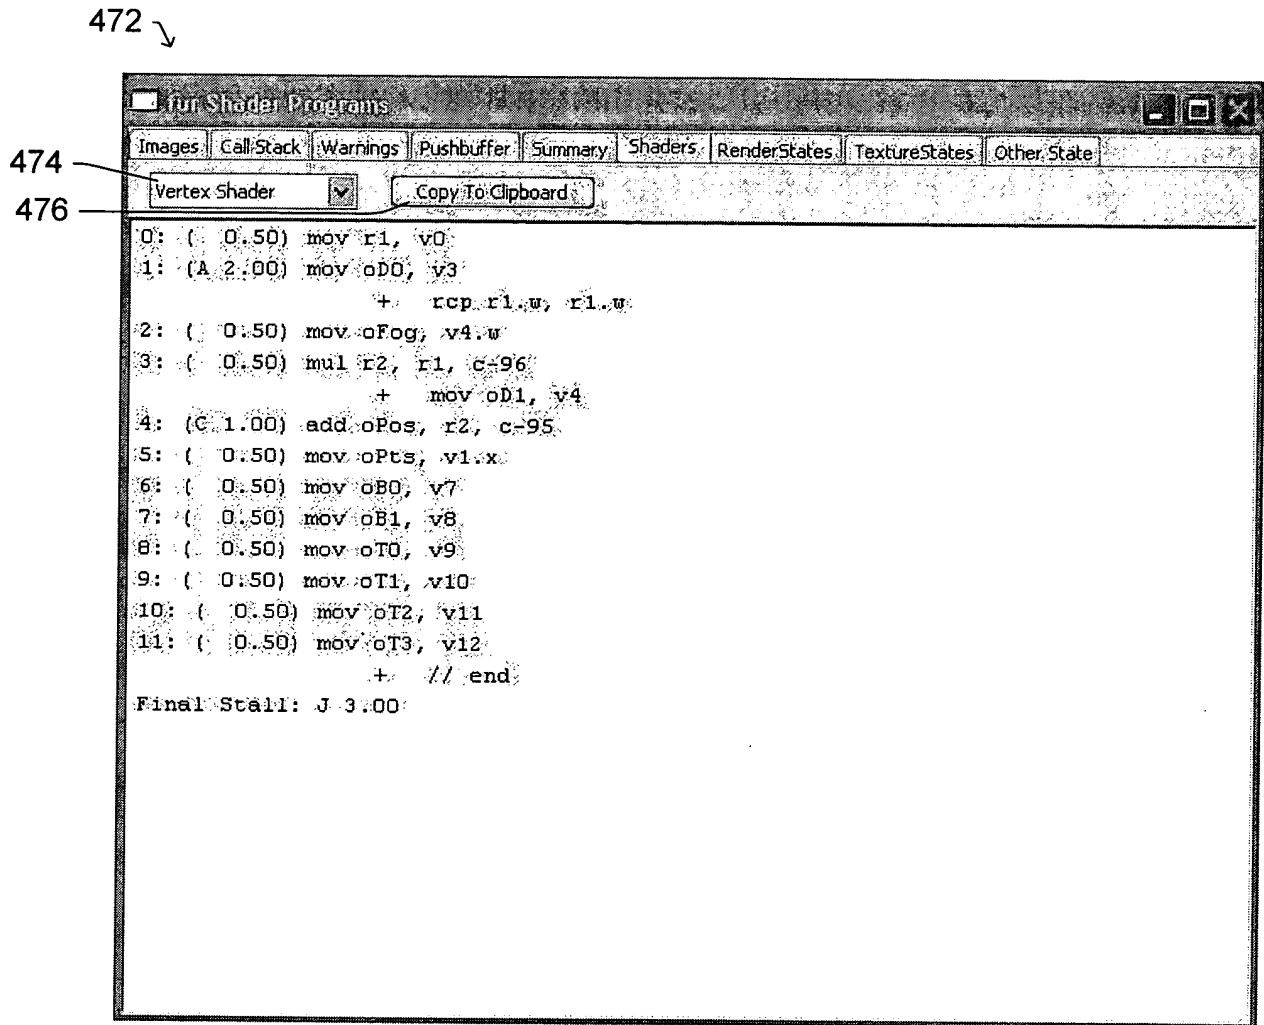 472
fur Shader Programs
Images Call Stack Warnings Pushbuffer Summary Shaders RenderStates TextureStates Other State
474
Vertex Shader Copy To Clipboard
476
0: ( 0.50) mov r1, v0
1: (A 2.00) mov oD0, v3
+ rcp r1.w, r1.w
2: ( 0.50) mov oFog, v4.w
3: ( 0.50) mul r2, r1, c-96
+ mov oD1, v4
4: (C 1.00) add oPos, r2, c-95
5: ( 0.50) mov oPts, v1.x
6: ( 0.50) mov oB0, v7
7: ( 0.50) mov oB1, v8
8: ( 0.50) mov oT0, v9
9: ( 0.50) mov oT1, v10
10: ( 0.50) mov oT2, v11
11: ( 0.50) mov oT3, v12
+ // end
Final Stall: J 3.00